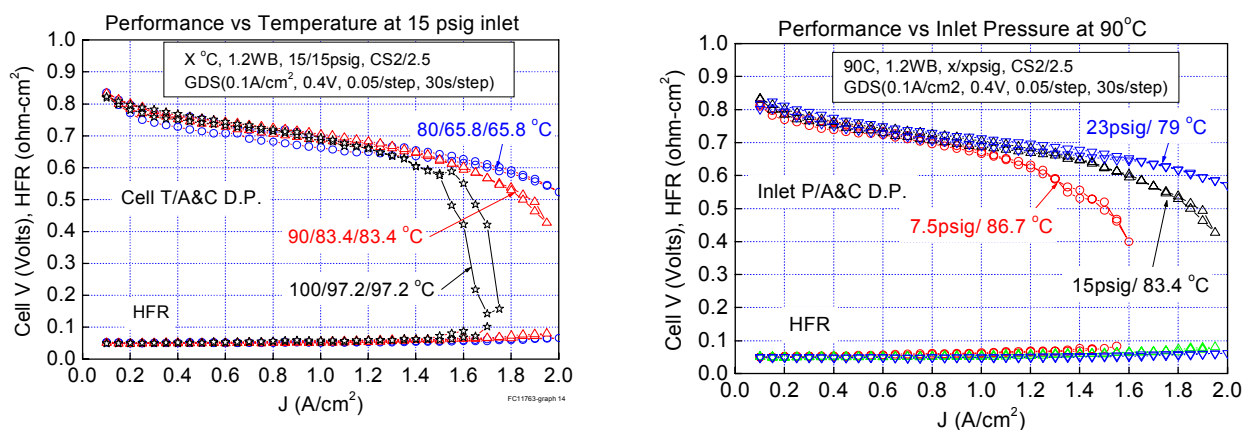 Performance vs Temperature at 15 psig inlet
X °C, 1.2WB, 15/15psig, CS2/2.5
GDS(0.1A/cm², 0.4V, 0.05/step, 30s/step)
80/65.8/65.8 °C
Cell T/A&C D.P.
90/83.4/83.4 °C
100/97.2/97.2 °C
HFR
Cell V (Volts), HFR (ohm-cm²)
1.0
0.9
0.8
0.7
0.6
0.5
0.4
0.3
0.2
0.1
0.0
0.0 0.2 0.4 0.6 0.8 1.0 1.2 1.4 1.6 1.8 2.0
J (A/cm²)
FC11763-graph 14
Performance vs Inlet Pressure at 90°C
90C, 1.2WB, x/xpsig, CS2/2.5
GDS(0.1A/cm2, 0.4V, 0.05/step, 30s/step)
23psig/ 79 °C
Inlet P/A&C D.P.
7.5psig/ 86.7 °C
15psig/ 83.4 °C
HFR
Cell V (Volts), HFR (ohm-cm²)
1.0
0.9
0.8
0.7
0.6
0.5
0.4
0.3
0.2
0.1
0.0
0.2 0.4 0.6 0.8 1.0 1.2 1.4 1.6 1.8 2.0
J (A/cm²)